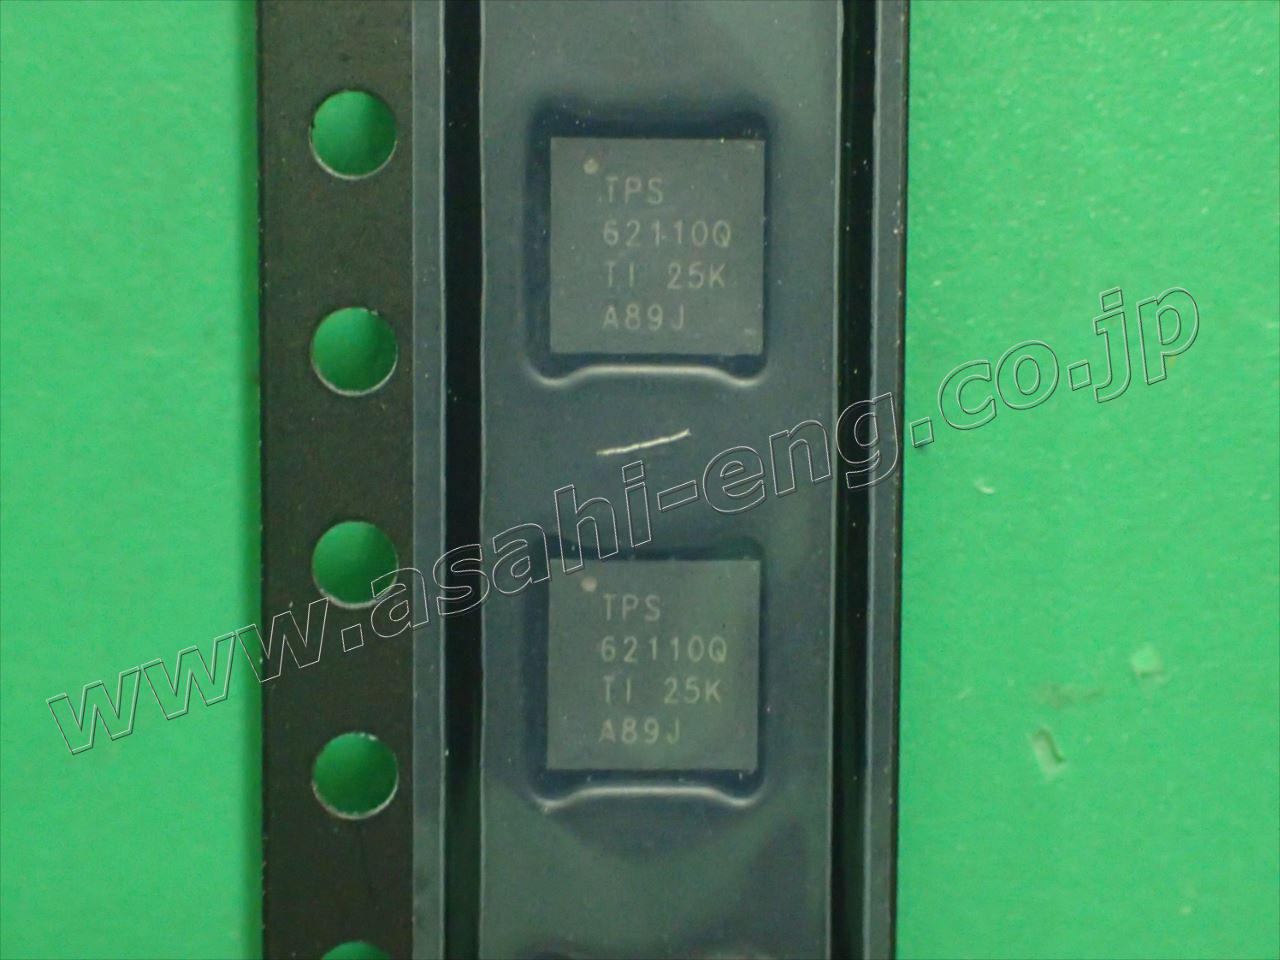 TPS
62110Q
TI 25K
A89J
www.asahi-eng.co.jp
TPS
62110Q
TI 25K
A89J